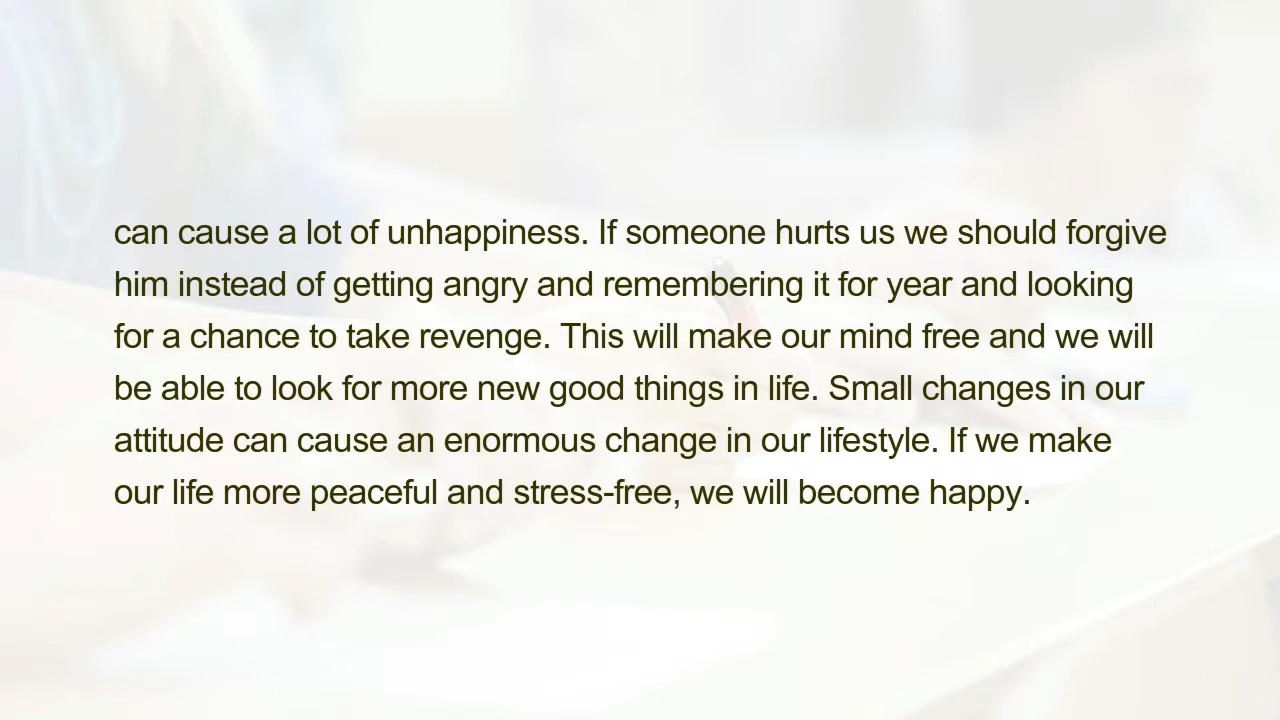 can cause a lot of unhappiness. If someone hurts us we should forgive
him instead of getting angry and remembering it for year and looking
for a chance to take revenge. This will make our mind free and we will
be able to look for more new good things in life. Small changes in our
attitude can cause an enormous change in our lifestyle. If we make
our life more peaceful and stress-free, we will become happy.